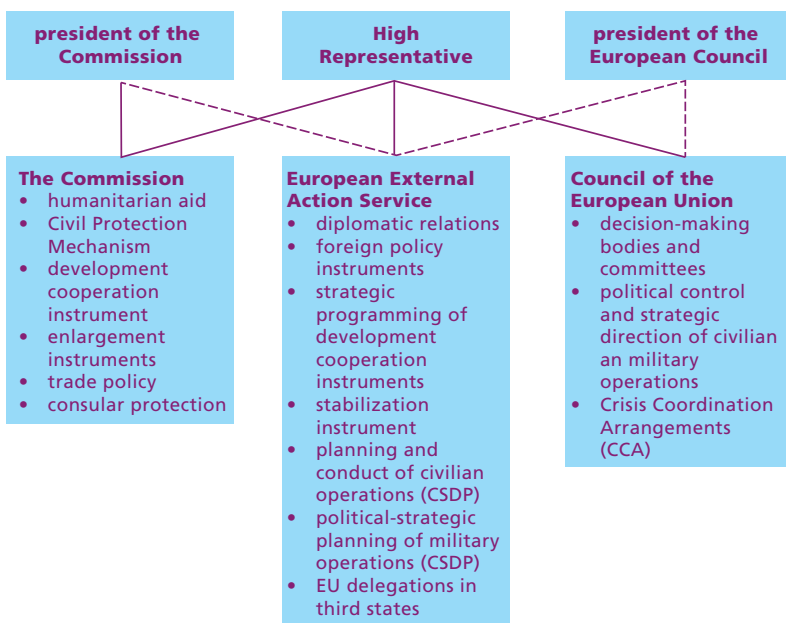 president of the
Commission
High
Representative
president of the
European Council
The Commission
• humanitarian aid
• Civil Protection
Mechanism
• development
cooperation
instrument
• enlargement
instruments
• trade policy
• consular protection
European External
Action Service
• diplomatic relations
• foreign policy
instruments
• strategic
programming of
development
cooperation
instruments
• stabilization
instrument
• planning and
conduct of civilian
operations (CSDP)
• political-strategic
planning of military
operations (CSDP)
• EU delegations in
third states
Council of the
European Union
• decision-making
bodies and
committees
• political control
and strategic
direction of civilian
an military
operations
• Crisis Coordination
Arrangements
(CCA)